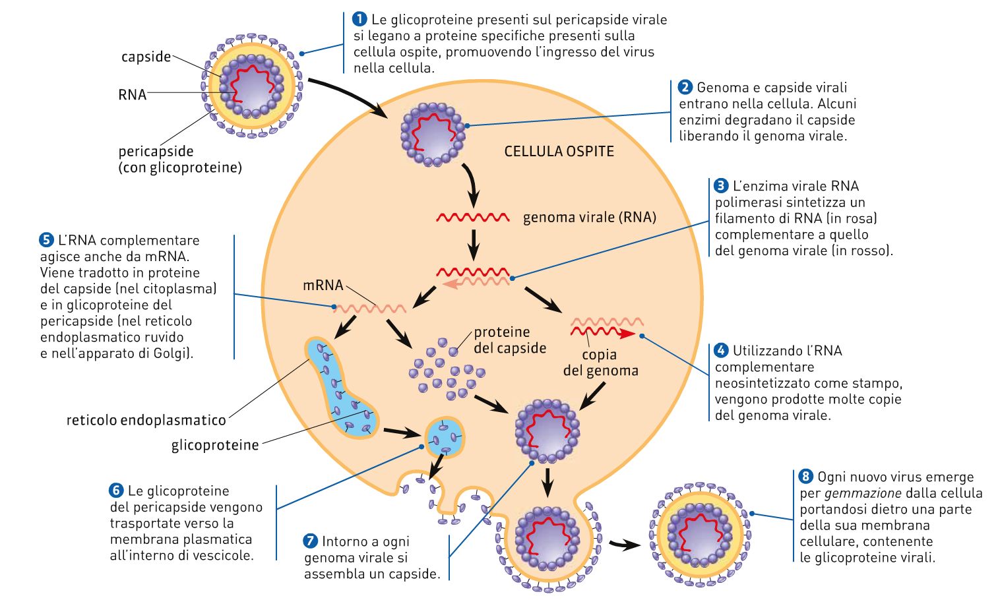 1 Le glicoproteine presenti sul pericapside virale
si legano a proteine specifiche presenti sulla
cellula ospite, promuovendo l'ingresso del virus
nella cellula.
capside
RNA
pericapside
(con glicoproteine)
2 Genoma e capside virali
entrano nella cellula. Alcuni
enzimi degradano il capside
liberando il genoma virale.
CELLULA OSPITE
3 L'enzima virale RNA
polimerasi sintetizza un
filamento di RNA (in rosa)
complementare a quello
del genoma virale (in rosso).
genoma virale (RNA)
5 L'RNA complementare
agisce anche da mRNA.
Viene tradotto in proteine
del capside (nel citoplasma)
e in glicoproteine del
pericapside (nel reticolo
endoplasmatico ruvido
e nell'apparato di Golgi).
mRNA
proteine
del capside
copia
del genoma
4 Utilizzando l'RNA
complementare
neosintetizzato come stampo,
vengono prodotte molte copie
del genoma virale.
reticolo endoplasmatico
glicoproteine
6 Le glicoproteine
del pericapside vengono
trasportate verso la
membrana plasmatica
all'interno di vescicole.
7 Intorno a ogni
genoma virale si
assembla un capside.
8 Ogni nuovo virus emerge
per gemmazione dalla cellula
portandosi dietro una parte
della sua membrana
cellulare, contenente
le glicoproteine virali.